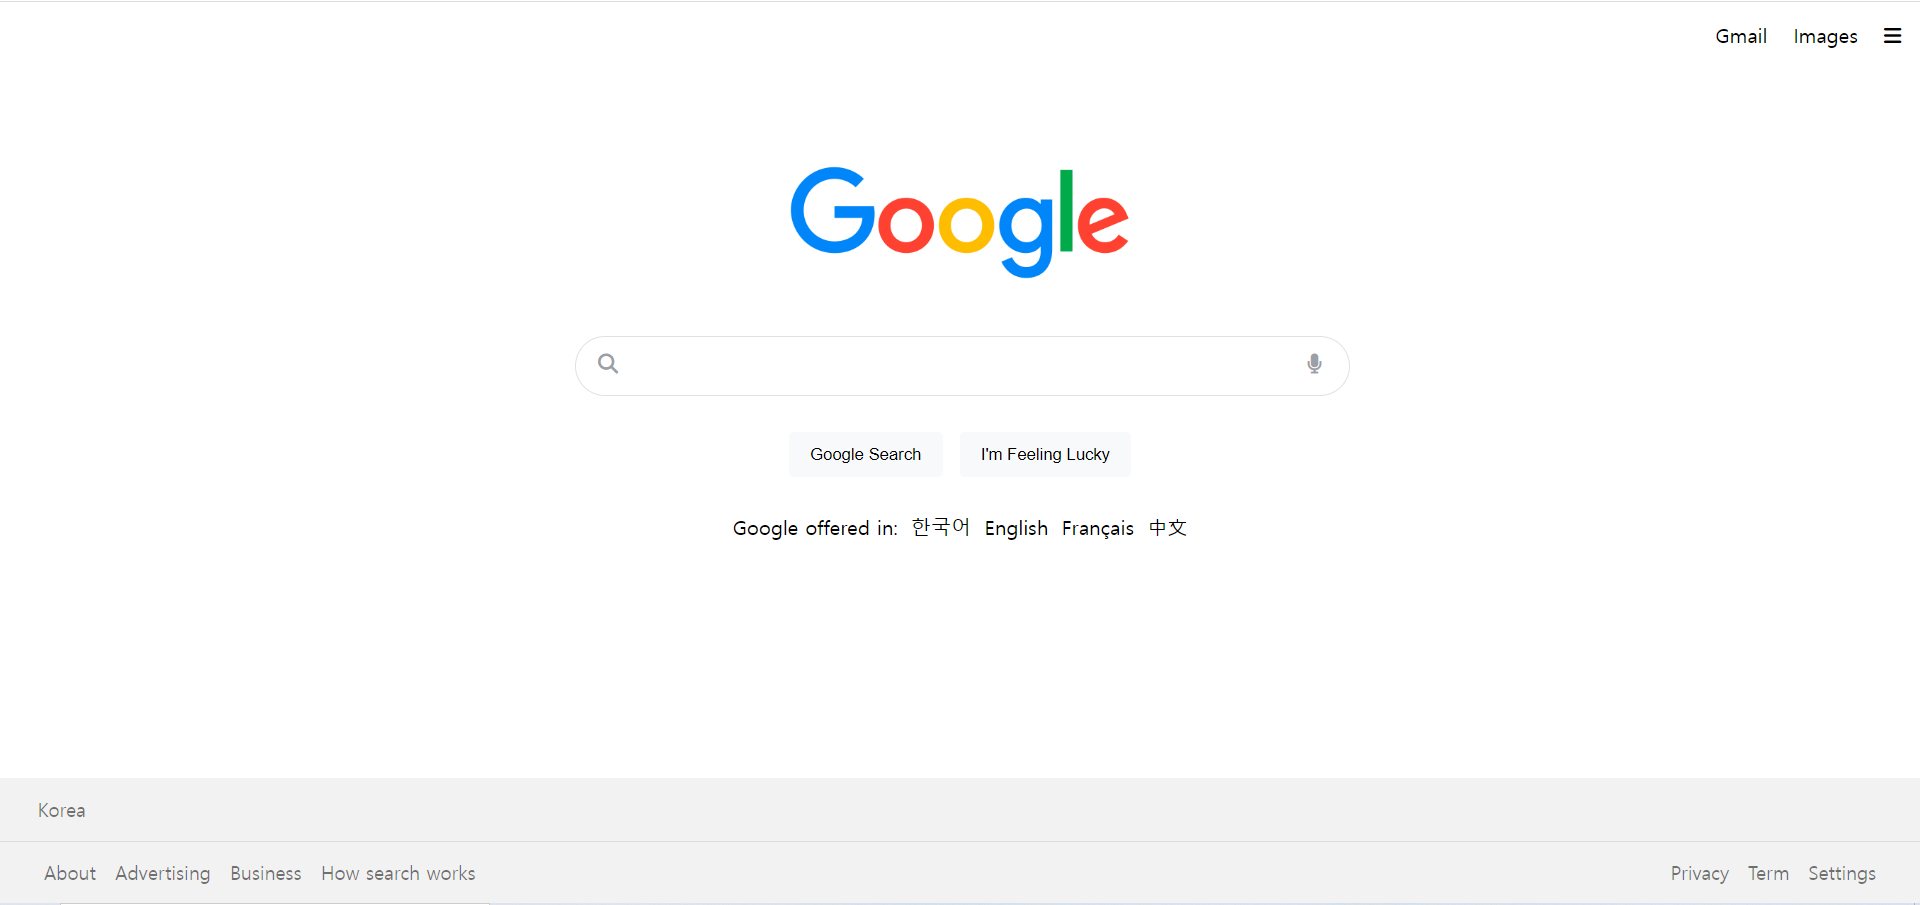 Gmail Images
Google
Google Search I'm Feeling Lucky
Google offered in: 한국어 English Français 中文
Korea
About Advertising Business How search works Privacy Term Settings